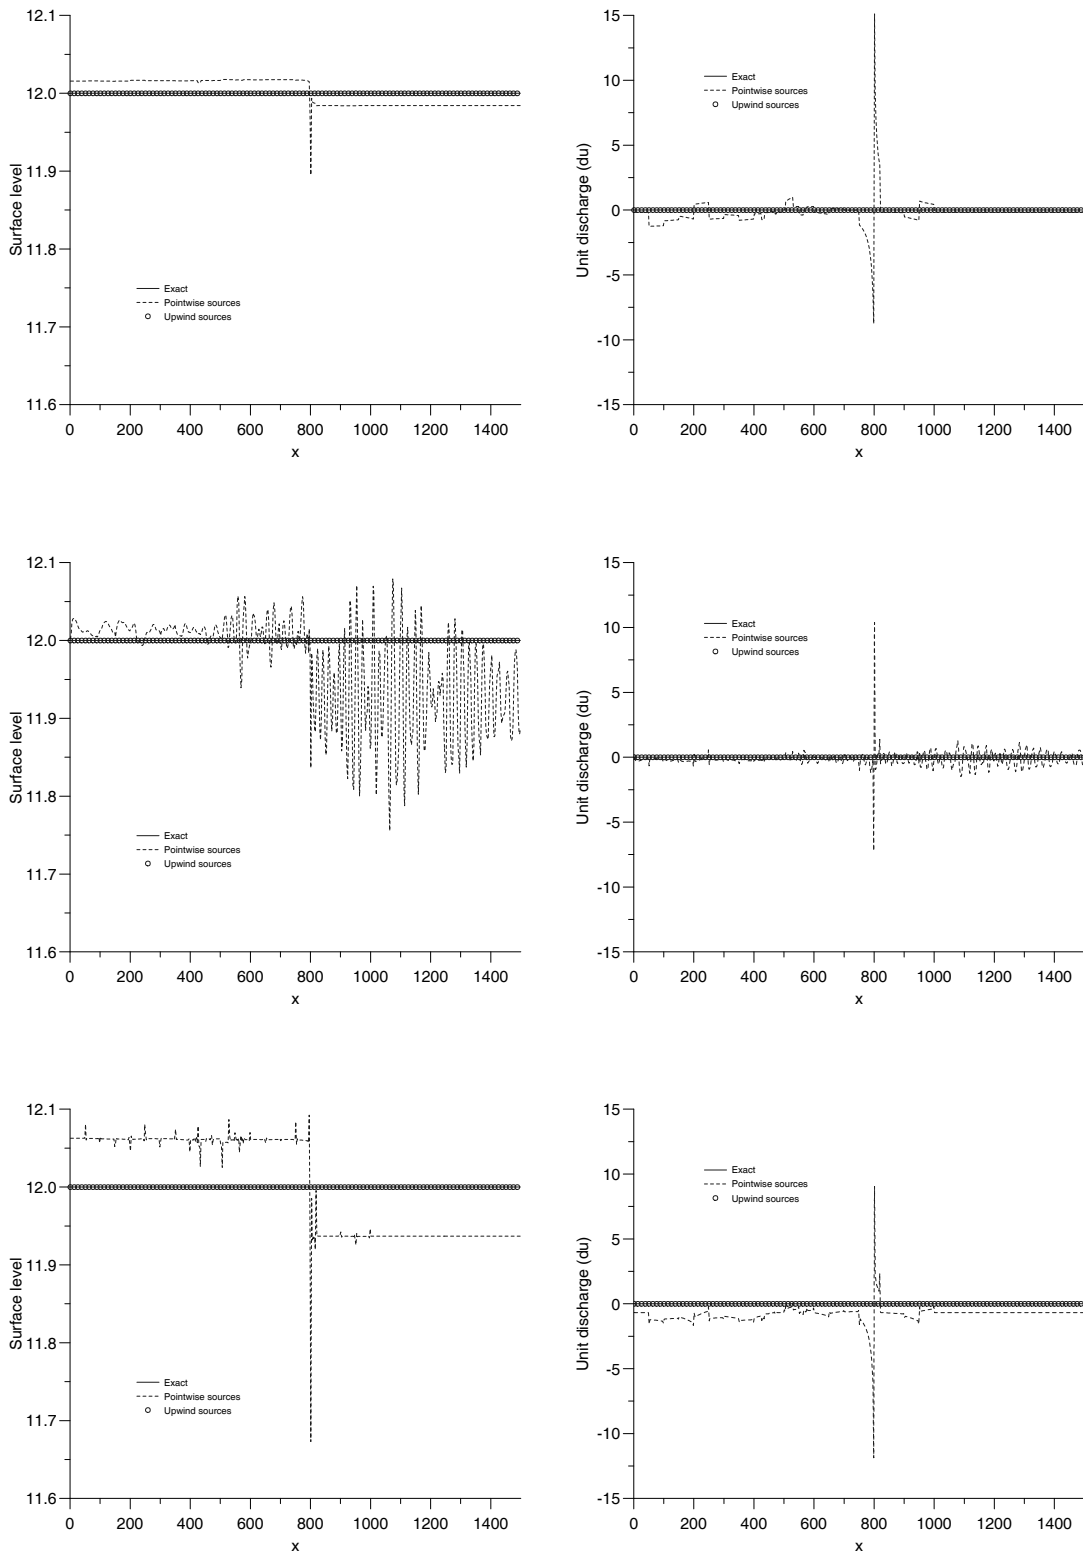 12.1
12.0
11.9
11.8
11.7
11.6
Surface level
Exact
Pointwise sources
Upwind sources
0 200 400 600 800 1000 1200 1400
x
15
10
5
0
-5
-10
-15
Unit discharge (du)
Exact
Pointwise sources
Upwind sources
0 200 400 600 800 1000 1200 1400
x
12.1
12.0
11.9
11.8
11.7
11.6
Surface level
Exact
Pointwise sources
Upwind sources
0 200 400 600 800 1000 1200 1400
x
15
10
5
0
-5
-10
-15
Unit discharge (du)
Exact
Pointwise sources
Upwind sources
0 200 400 600 800 1000 1200 1400
x
12.1
12.0
11.9
11.8
11.7
11.6
Surface level
Exact
Pointwise sources
Upwind sources
0 200 400 600 800 1000 1200 1400
x
15
10
5
0
-5
-10
-15
Unit discharge (du)
Exact
Pointwise sources
Upwind sources
0 200 400 600 800 1000 1200 1400
x